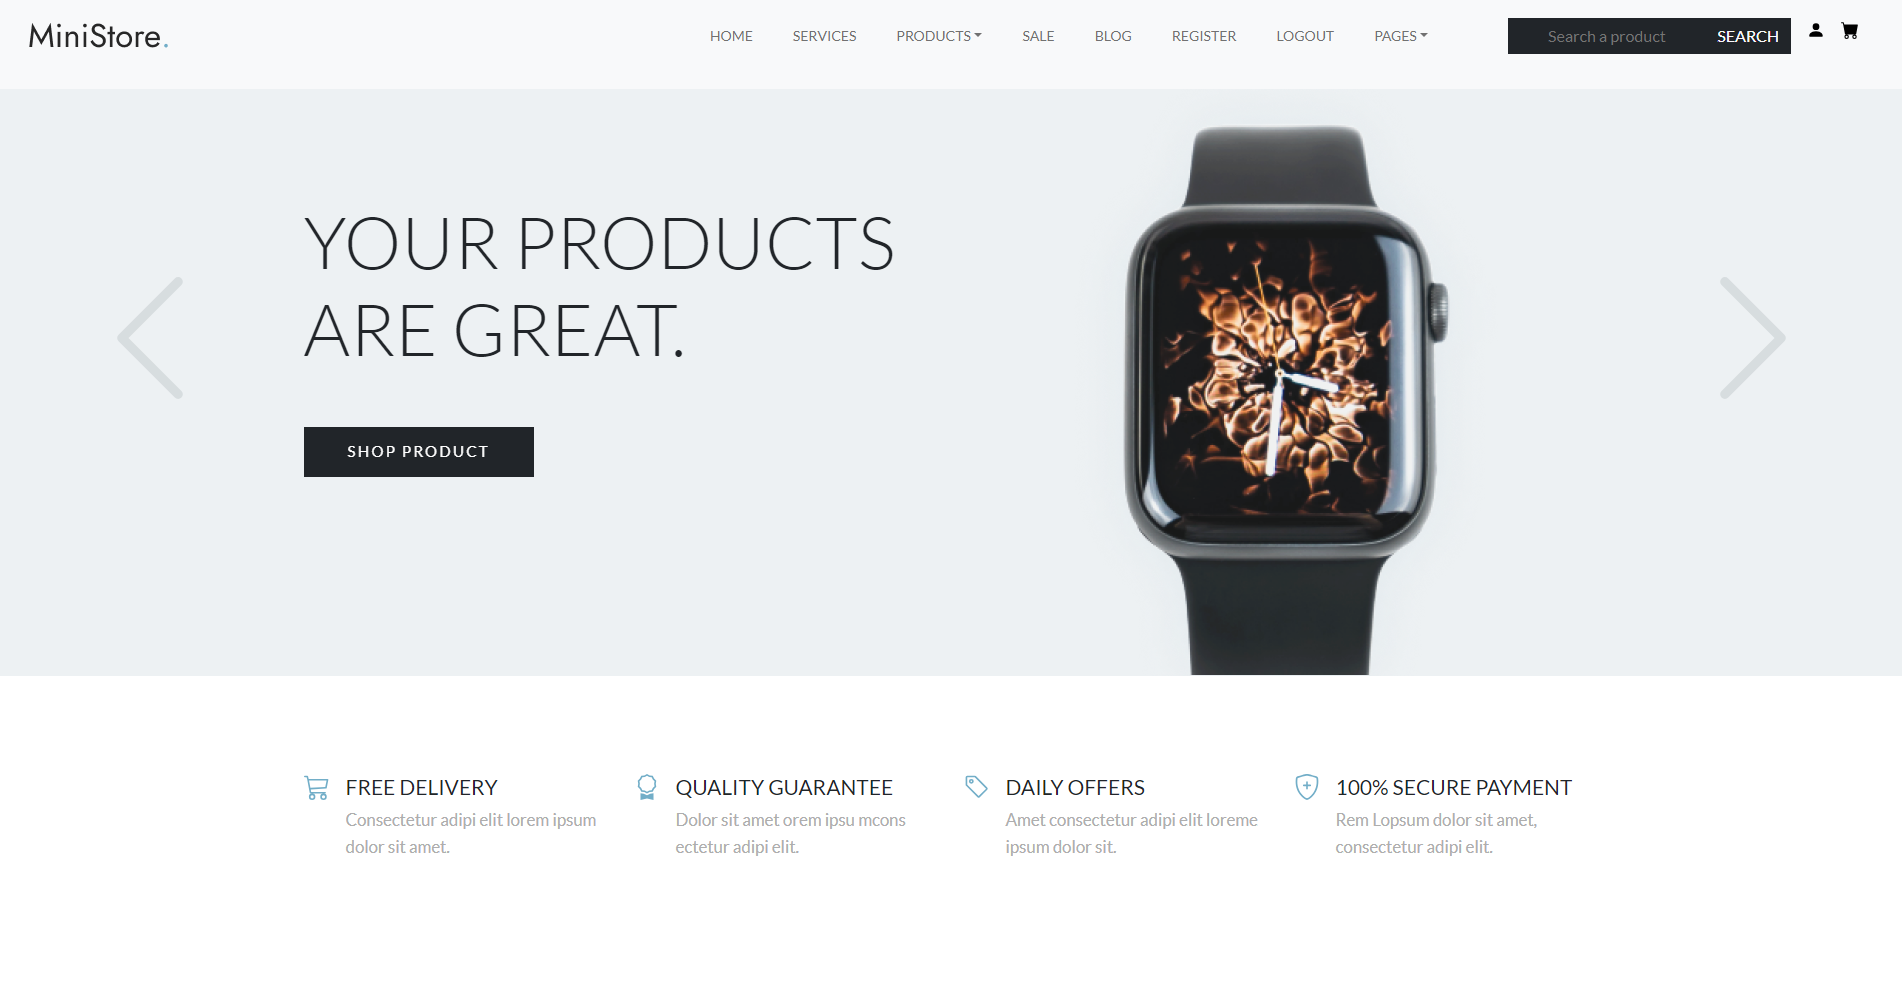 MiniStore.
HOME SERVICES PRODUCTS SALE BLOG REGISTER LOGOUT PAGES
Search a product SEARCH
YOUR PRODUCTS
ARE GREAT.
SHOP PRODUCT
FREE DELIVERY
Consectetur adipi elit lorem ipsum
dolor sit amet.
QUALITY GUARANTEE
Dolor sit amet orem ipsu mcons
ectetur adipi elit.
DAILY OFFERS
Amet consectetur adipi elit loreme
ipsum dolor sit.
100% SECURE PAYMENT
Rem Lopsum dolor sit amet,
consectetur adipi elit.